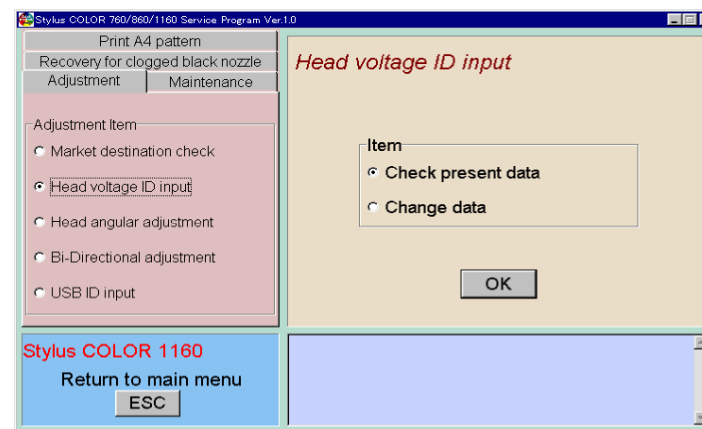 Stylus COLOR 760/860/1160 Service Program Ver.1.0
Print A4 pattern
Recovery for clogged black nozzle
Adjustment
Maintenance
Adjustment Item
Market destination check
Head voltage ID input
Head angular adjustment
Bi-Directional adjustment
USB ID input
Head voltage ID input
Item
Check present data
Change data
OK
Stylus COLOR 1160
Return to main menu
ESC